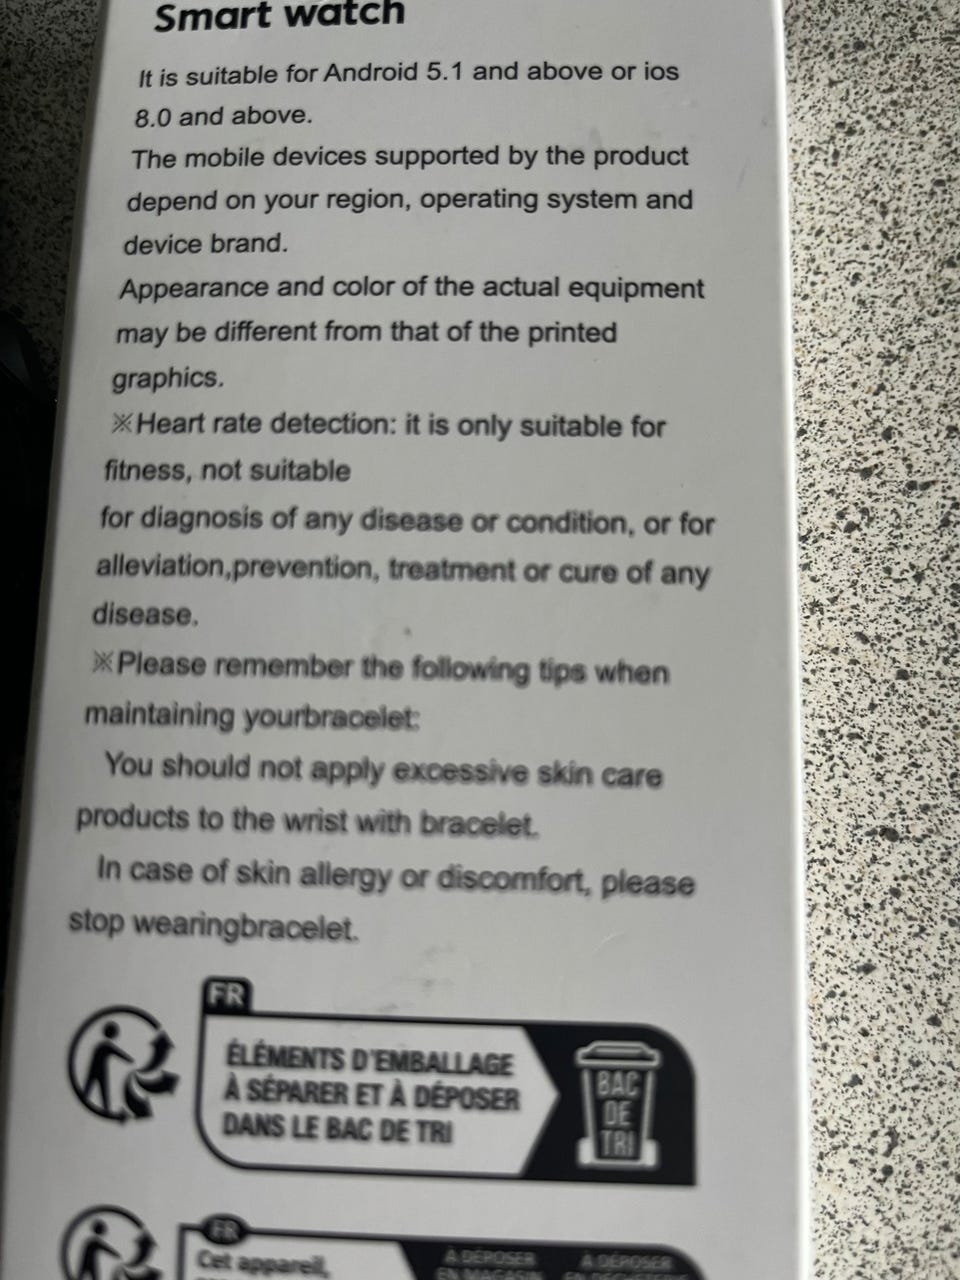 Smart watch
It is suitable for Android 5.1 and above or ios
8.0 and above.
The mobile devices supported by the product
depend on your region, operating system and
device brand.
Appearance and color of the actual equipment
may be different from that of the printed
graphics.
※Heart rate detection: it is only suitable for
fitness, not suitable
for diagnosis of any disease or condition, or for
alleviation,prevention, treatment or cure of any
disease.
※Please remember the following tips when
maintaining yourbracelet:
You should not apply excessive skin care
products to the wrist with bracelet.
In case of skin allergy or discomfort, please
stop wearingbracelet.
FR
ÉLÉMENTS D'EMBALLAGE
À SÉPARER ET À DÉPOSER
DANS LE BAC DE TRI
BAC
DE
TRI
FR
Cet appareil,
À DÉPOSER
EN MAGASIN
À DÉPOSER
EN DÉCHÈTERIE